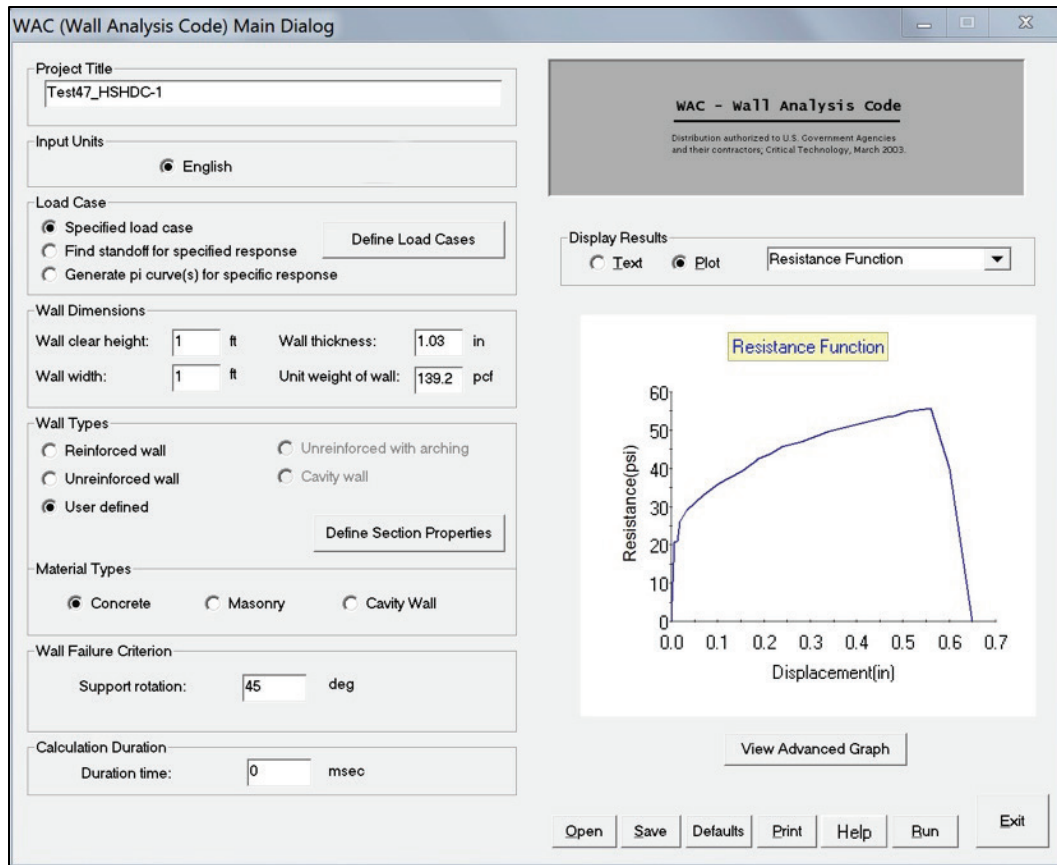 WAC (Wall Analysis Code) Main Dialog
Project Title
Test47_HSHDC-1
Input Units
English
Load Case
Specified load case
Find standoff for specified response
Generate pi curve(s) for specific response
Define Load Cases
Wall Dimensions
Wall clear height: 1 ft Wall thickness: 1.03 in
Wall width: 1 ft Unit weight of wall: 139.2 pcf
Wall Types
Reinforced wall
Unreinforced with arching
Unreinforced wall
Cavity wall
User defined
Define Section Properties
Material Types
Concrete Masonry Cavity Wall
Wall Failure Criterion
Support rotation: 45 deg
Calculation Duration
Duration time: 0 msec
WAC - Wall Analysis Code
Distribution authorized to U.S. Government Agencies
and their contractors; Critical Technology, March 2003.
Display Results
Text Plot Resistance Function
Resistance Function
Resistance(psi)
60
50
40
30
20
10
0
0.0 0.1 0.2 0.3 0.4 0.5 0.6 0.7
Displacement(in)
View Advanced Graph
Open Save Defaults Print Help Run Exit